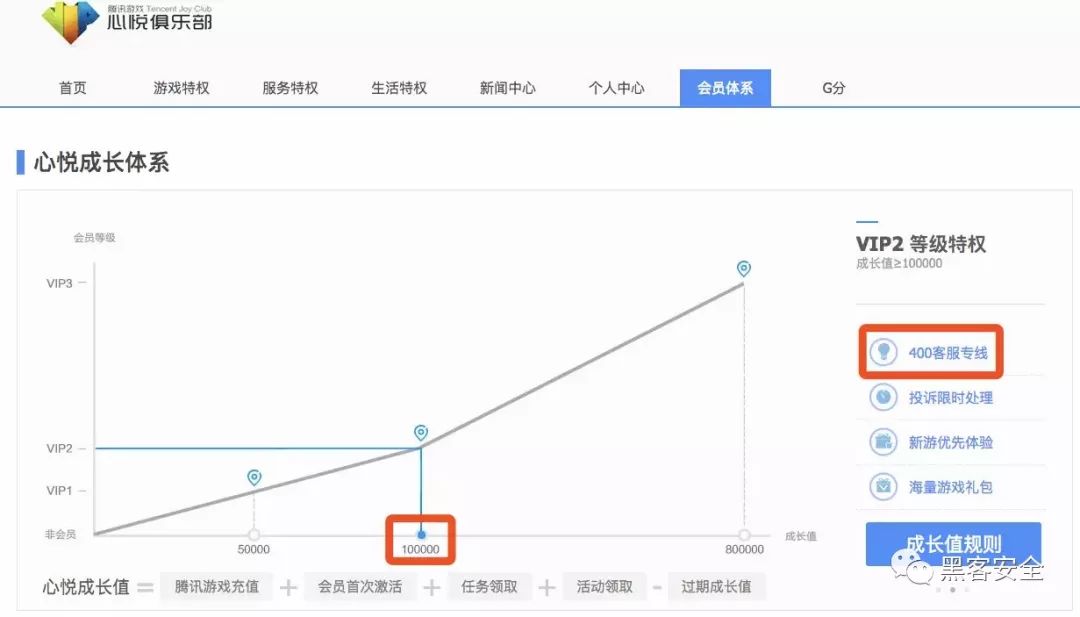 腾讯游戏 Tencent Joy Club
心悦俱乐部
首页 游戏特权 服务特权 生活特权 新闻中心 个人中心 会员体系 G分
心悦成长体系
会员等级
VIP3
VIP2
VIP1
非会员
50000 100000 800000 成长值
心悦成长值 = 腾讯游戏充值 + 会员首次激活 + 任务领取 + 活动领取 - 过期成长值
VIP2 等级特权
成长值≥100000
400客服专线
投诉限时处理
新游优先体验
海量游戏礼包
成长值规则
黑客安全